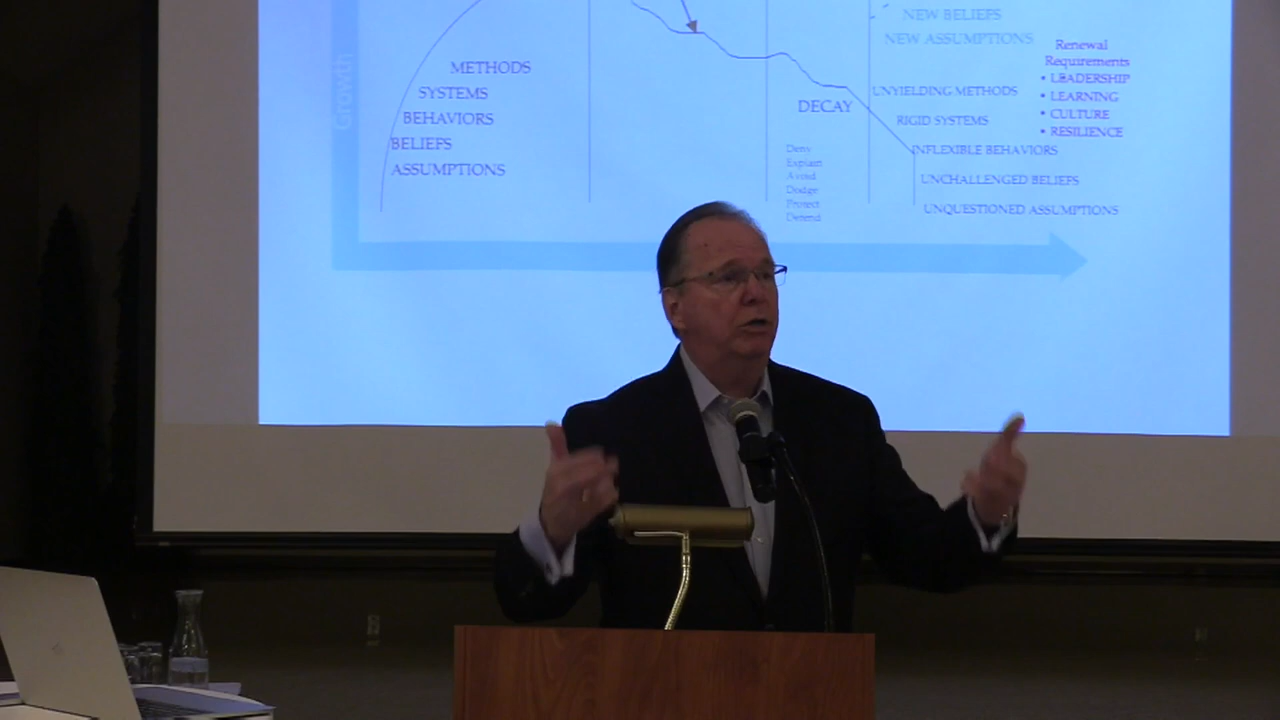 Growth
METHODS
SYSTEMS
BEHAVIORS
BELIEFS
ASSUMPTIONS
DECAY
Deny
Explain
Avoid
Dodge
Protect
Defend
NEW BELIEFS
NEW ASSUMPTIONS
UNYIELDING METHODS
RIGID SYSTEMS
INFLEXIBLE BEHAVIORS
UNCHALLENGED BELIEFS
UNQUESTIONED ASSUMPTIONS
Renewal
Requirements
• LEADERSHIP
• LEARNING
• CULTURE
• RESILIENCE